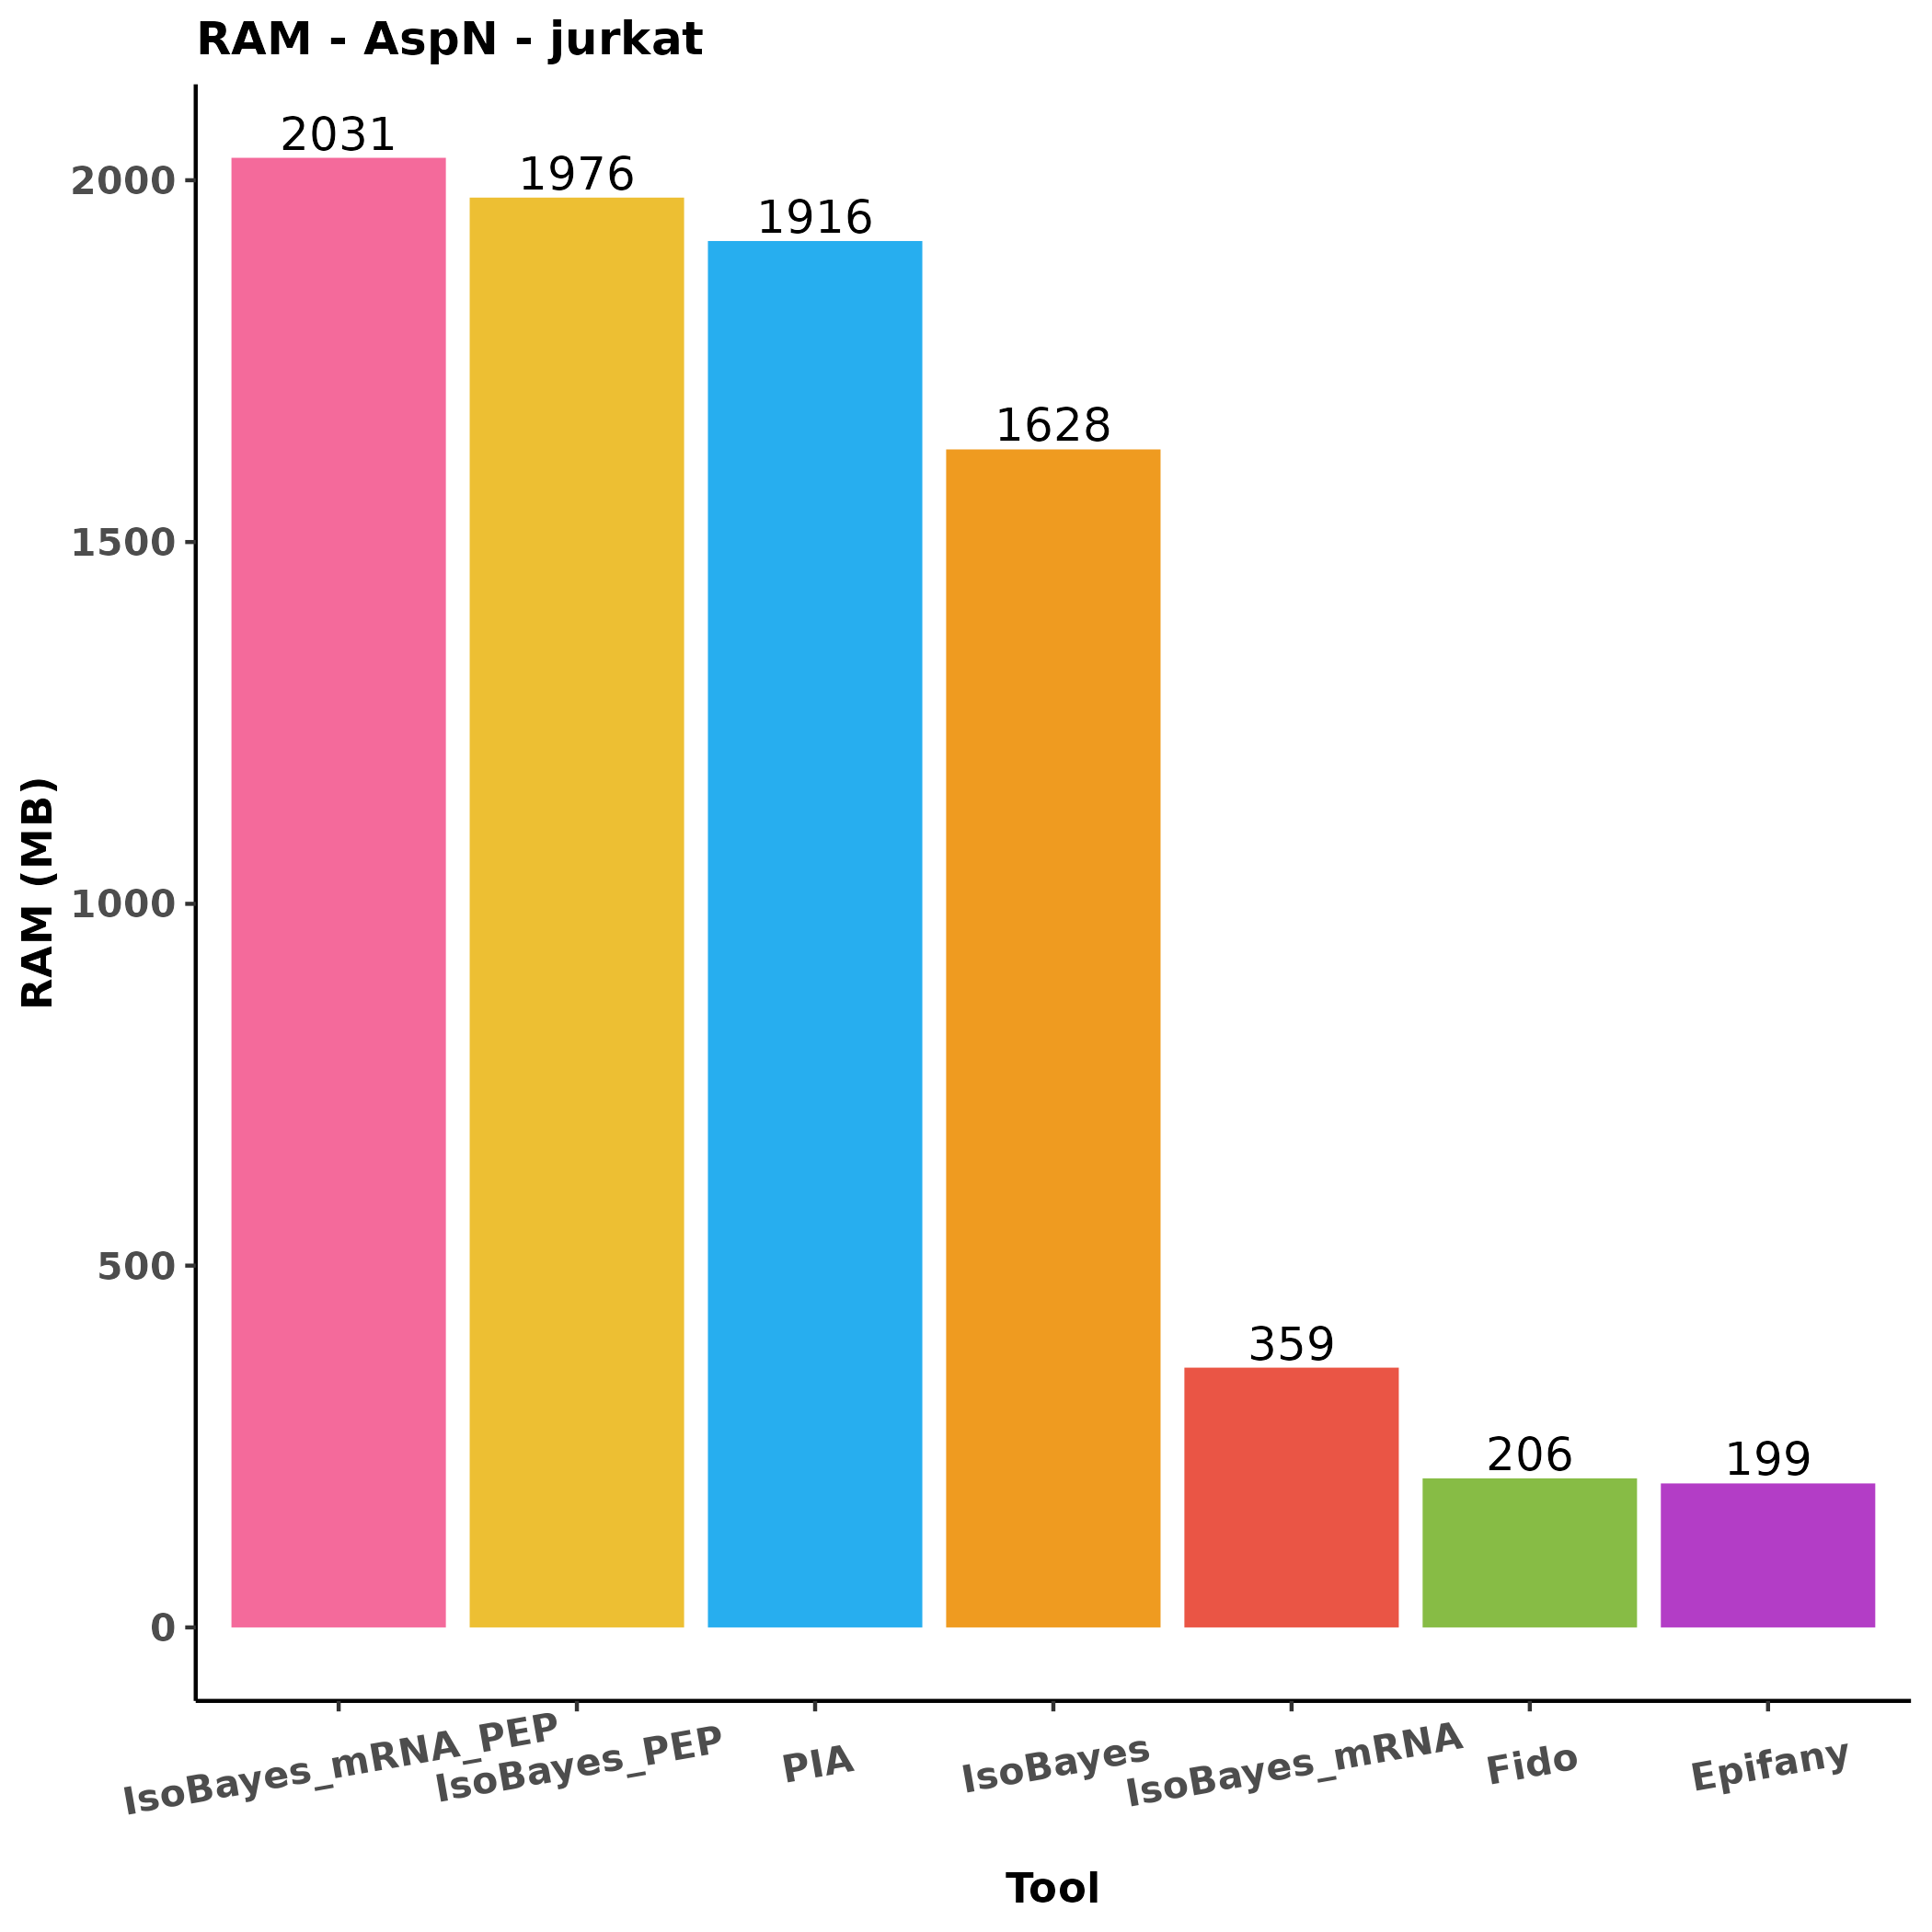 RAM - AspN - jurkat
2031
1976
1916
1628
359
206
199
2000
1500
1000
500
0
RAM (MB)
IsoBayes_mRNA_PEP
IsoBayes_PEP
PIA
IsoBayes
IsoBayes_mRNA
Fido
Epifany
Tool